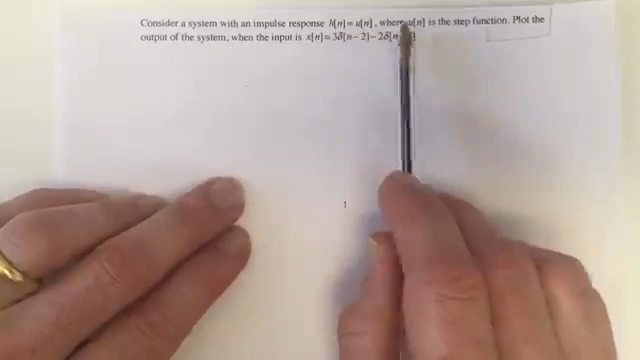 Consider a system with an impulse response h[n]=u[n], where u[n] is the step function. Plot the
output of the system, when the input is x[n]=3δ[n−2]−2δ[n
1